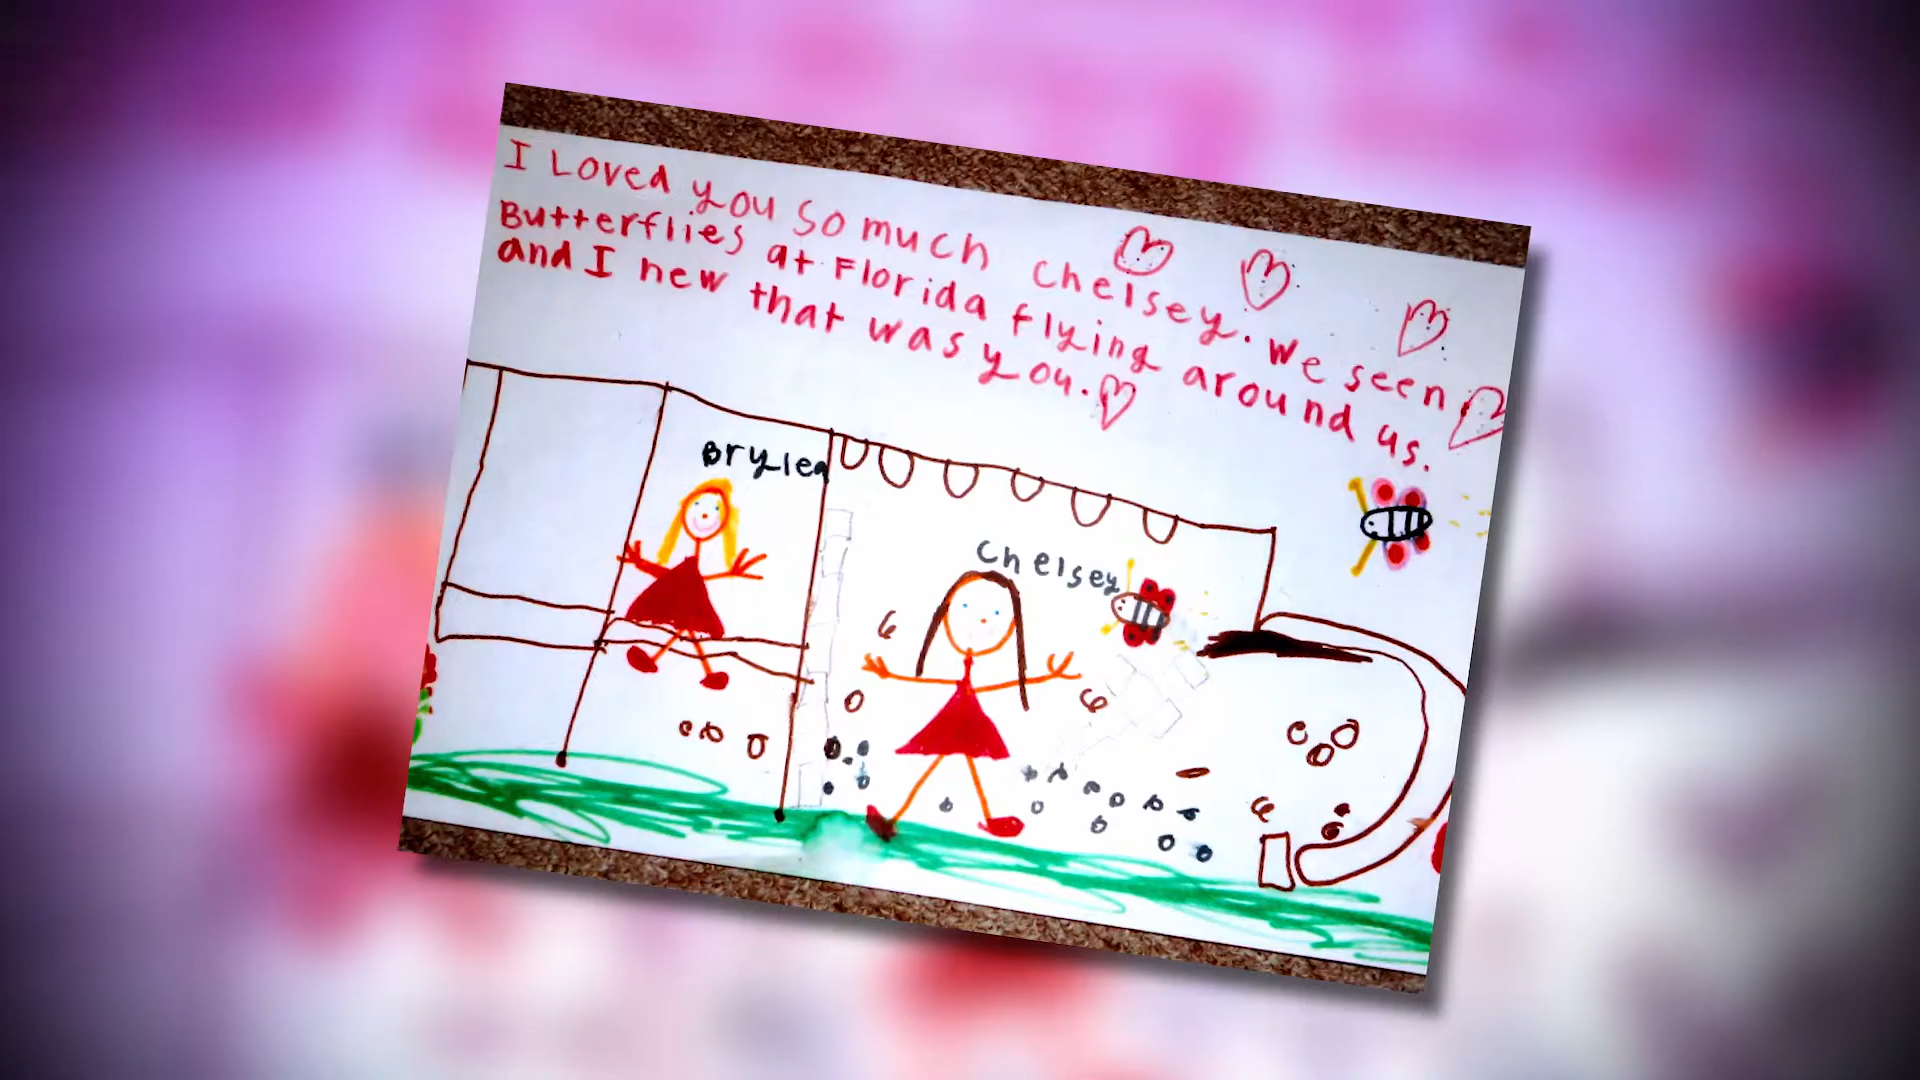 I Loved you so much Chelsey. We seen
Butterflies at Florida flying around us.
and I new that was you.
Brylea
Chelsey